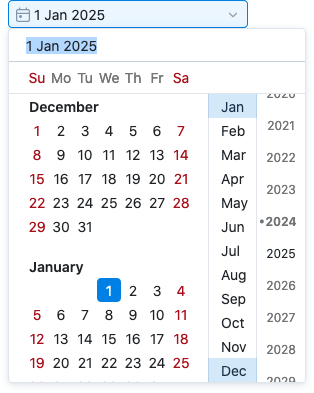 1 Jan 2025
1 Jan 2025
Su Mo Tu We Th Fr Sa
December
1 2 3 4 5 6 7
8 9 10 11 12 13 14
15 16 17 18 19 20 21
22 23 24 25 26 27 28
29 30 31
January
1 2 3 4
5 6 7 8 9 10 11
12 13 14 15 16 17 18
19 20 21 22 23 24 25
Jan
Feb
Mar
Apr
May
Jun
Jul
Aug
Sep
Oct
Nov
Dec
2020
2021
2022
2023
•2024
2025
2026
2027
2028
2029